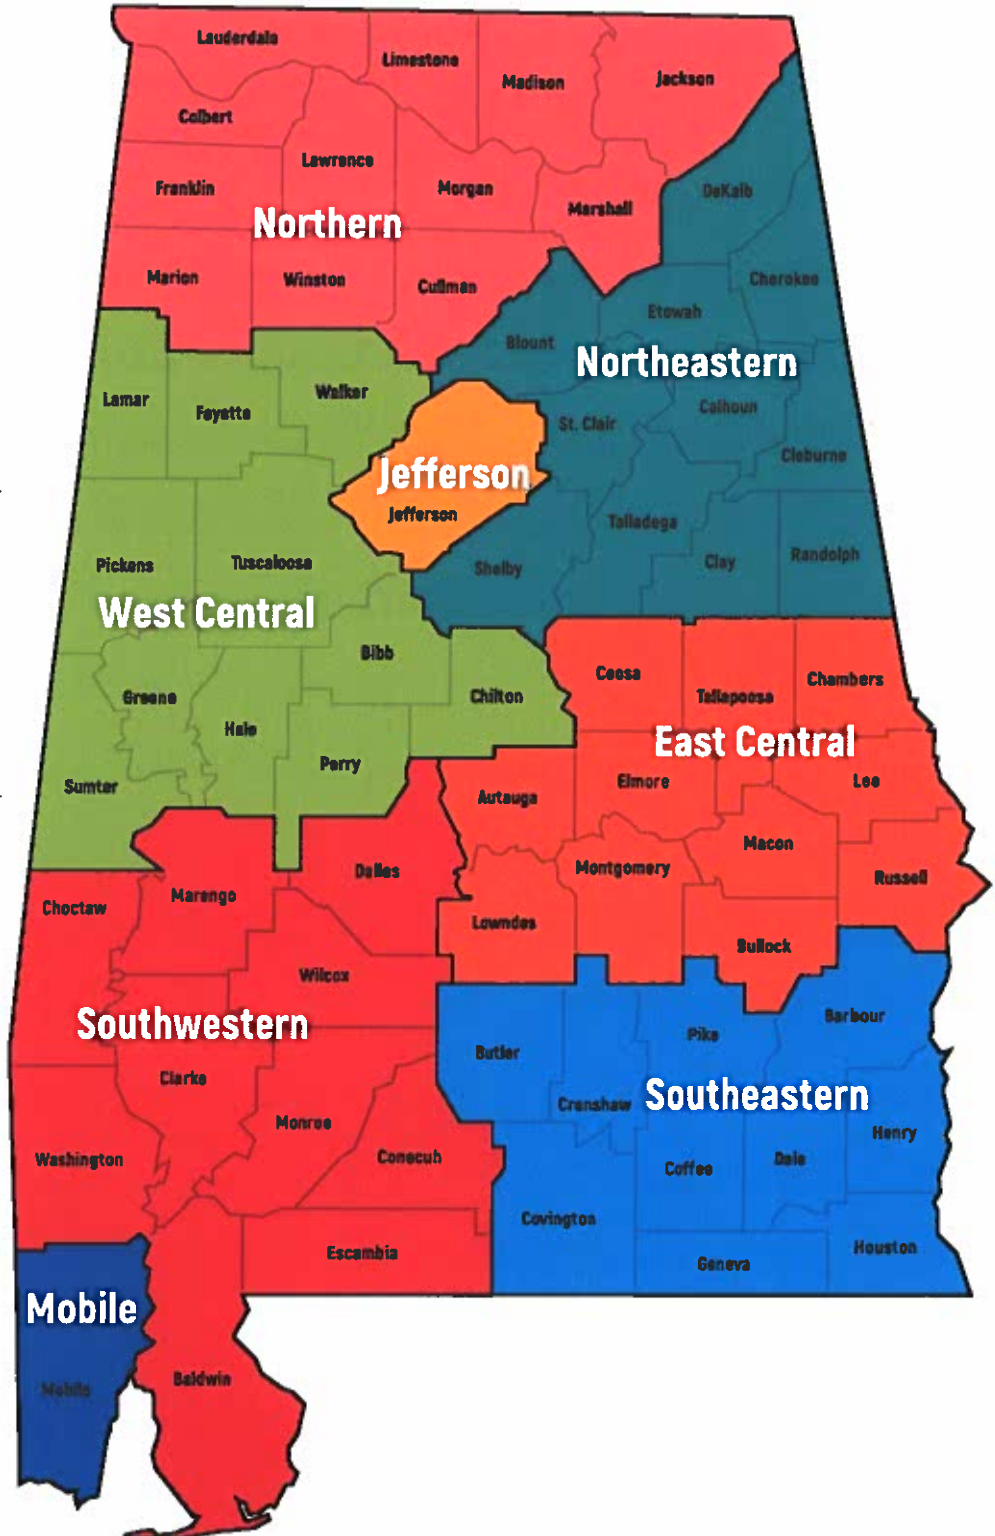 Lauderdale
Limestone
Madison
Jackson
Colbert
Lawrence
Franklin
Morgan
DeKalb
Marshall
Northern
Marion
Winston
Cullman
Cherokee
Etowah
Blount
Northeastern
Lamar
Fayette
Walker
St. Clair
Calhoun
Cleburne
Jefferson
Jefferson
Talladega
Pickens
Tuscaloosa
Shelby
Clay
Randolph
West Central
Bibb
Coosa
Chambers
Greene
Chilton
Tallapoosa
Hale
East Central
Perry
Sumter
Autauga
Elmore
Lee
Macon
Dallas
Montgomery
Russell
Marengo
Choctaw
Lowndes
Bullock
Wilcox
Southwestern
Barbour
Pike
Butler
Clarke
Crenshaw
Southeastern
Monroe
Henry
Washington
Conecuh
Coffee
Dale
Covington
Escambia
Geneva
Houston
Mobile
Mobile
Baldwin